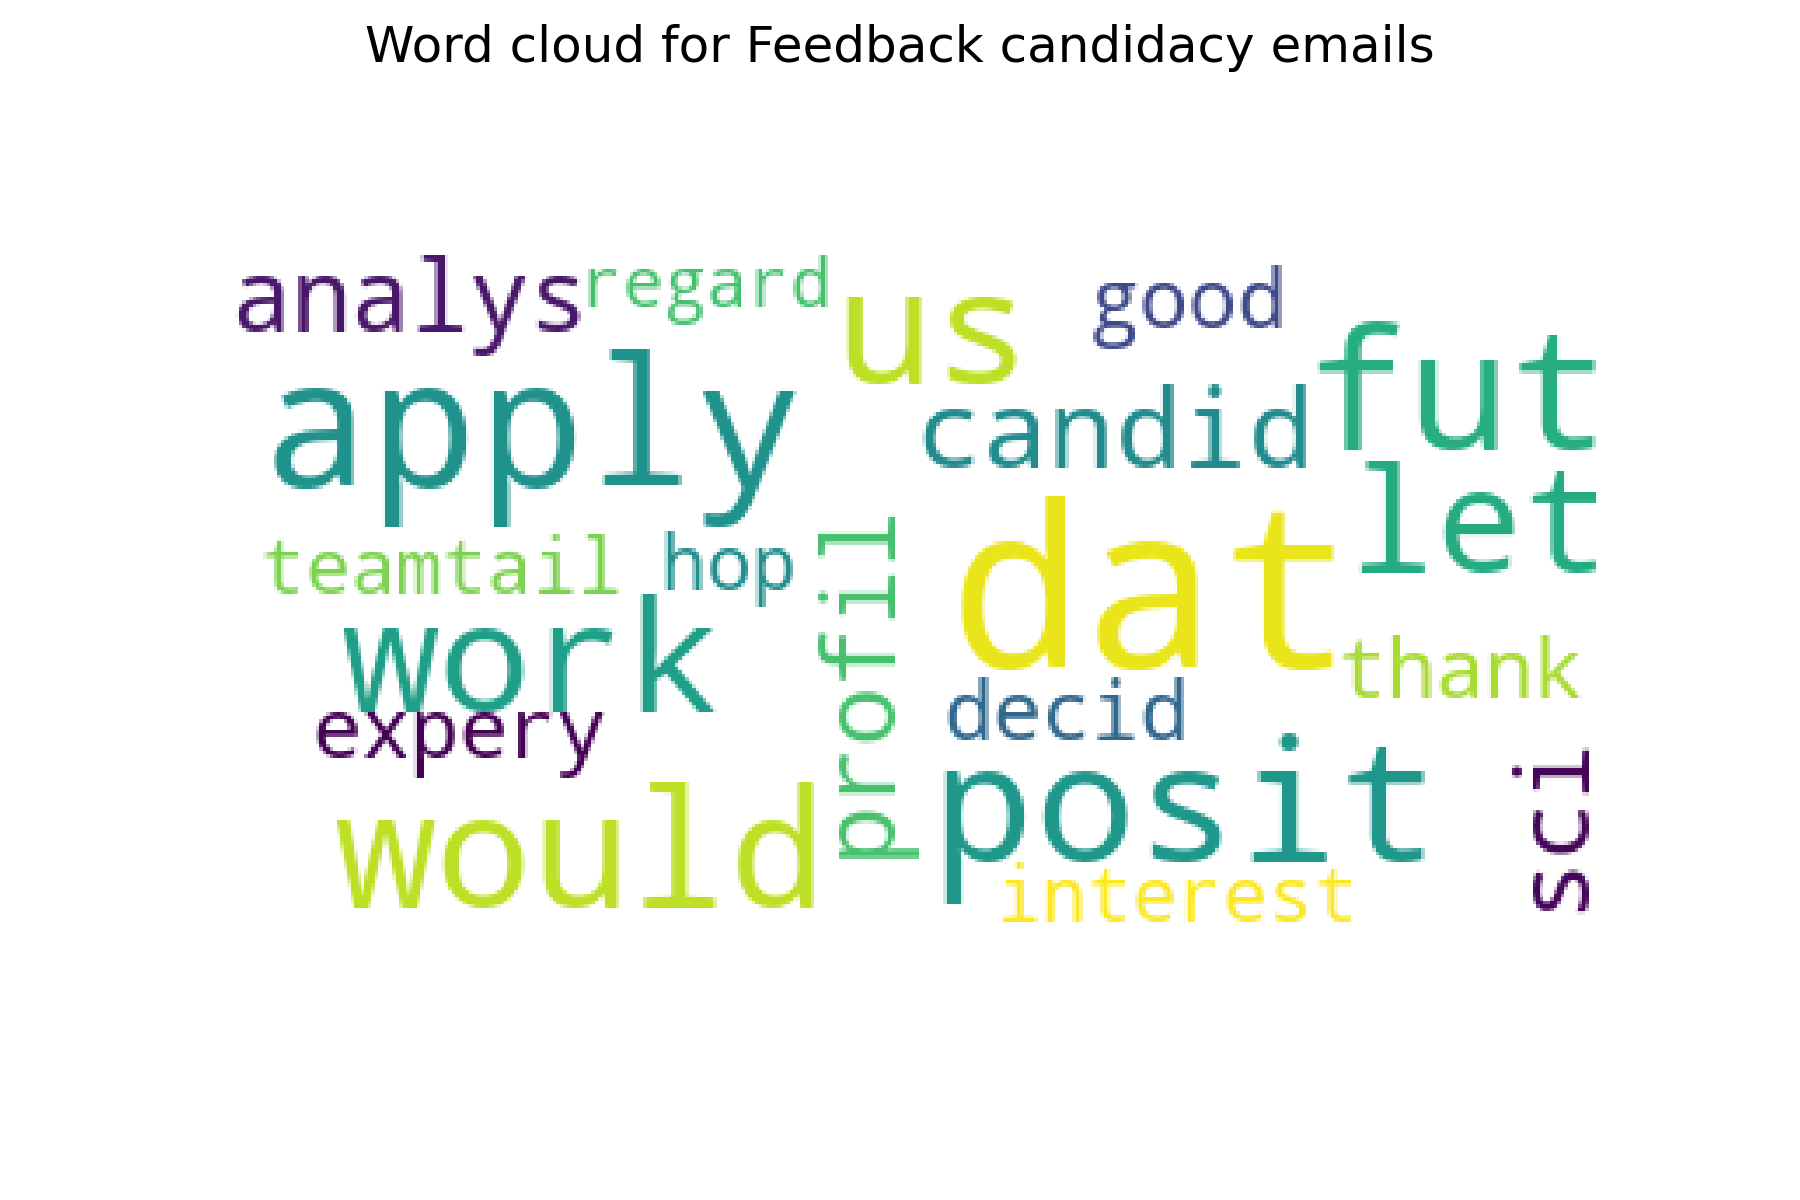 Word cloud for Feedback candidacy emails
analys
regard
us
good
fut
apply
candid
let
dat
teamtail
hop
profil
work
thank
expery
decid
posit
sci
would
interest